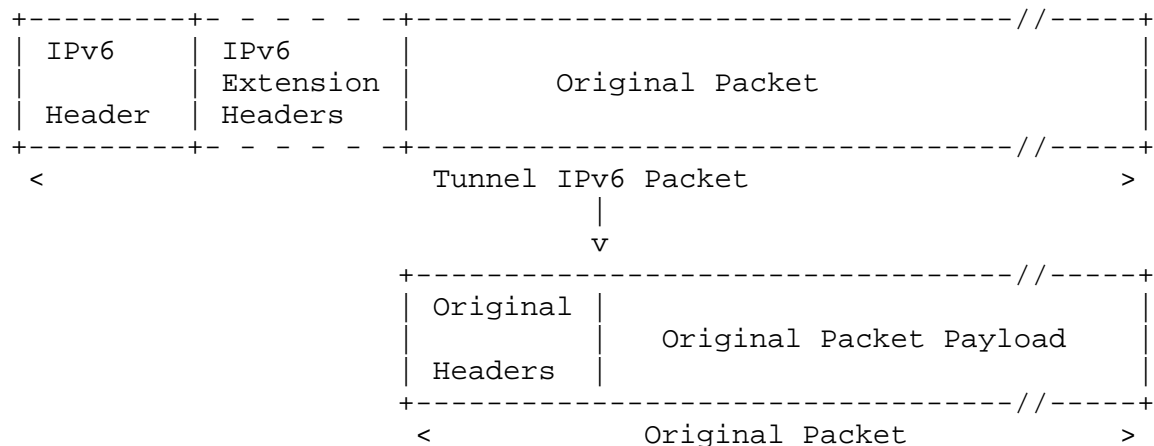 +---------+- - - - - -+----------------------------------//-----+
| IPv6    | IPv6      |                                         |
|         | Extension |        Original Packet                  |
| Header  | Headers   |                                         |
+---------+- - - - - -+----------------------------------//-----+
 <                      Tunnel IPv6 Packet                     >
                                 |
                                 v
                      +----------------------------------//-----+
                      | Original |                              |
                      |          |   Original Packet Payload    |
                      | Headers  |                              |
                      +----------------------------------//-----+
                       <            Original Packet            >